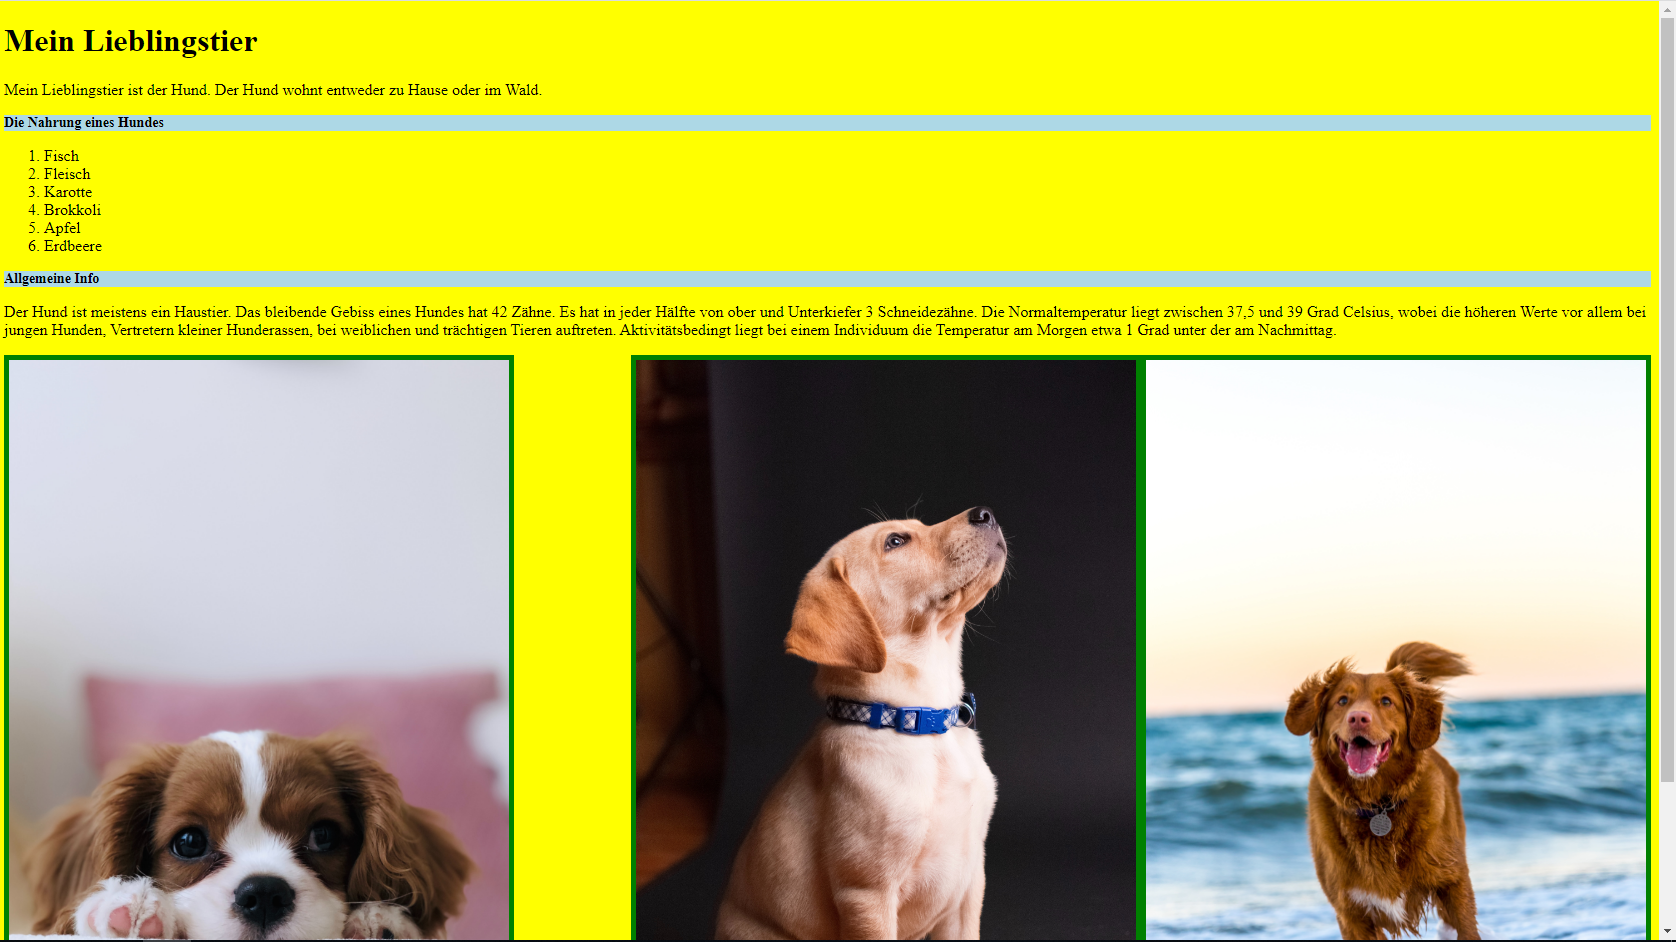 Mein Lieblingstier
Mein Lieblingstier ist der Hund. Der Hund wohnt entweder zu Hause oder im Wald.
Die Nahrung eines Hundes
1. Fisch
2. Fleisch
3. Karotte
4. Brokkoli
5. Apfel
6. Erdbeere
Allgemeine Info
Der Hund ist meistens ein Haustier. Das bleibende Gebiss eines Hundes hat 42 Zähne. Es hat in jeder Hälfte von ober und Unterkiefer 3 Schneidezähne. Die Normaltemperatur liegt zwischen 37,5 und 39 Grad Celsius, wobei die höheren Werte vor allem bei
jungen Hunden, Vertretern kleiner Hunderassen, bei weiblichen und trächtigen Tieren auftreten. Aktivitätsbedingt liegt bei einem Individuum die Temperatur am Morgen etwa 1 Grad unter der am Nachmittag.